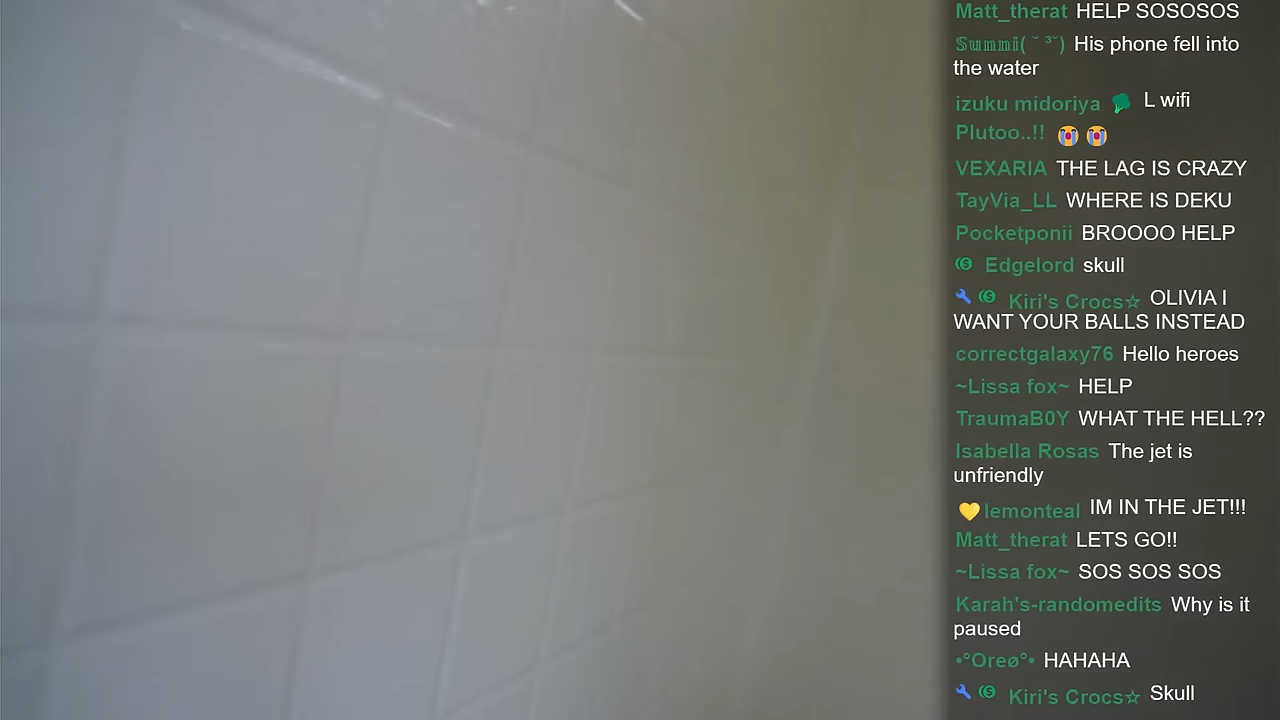 Matt_therat HELP SOSOSOS
𝕊𝕦𝕟𝕟𝕚( ˘ ³˘) His phone fell into
the water
izuku midoriya 🥦 L wifi
Plutoo..!! 😭 😭
VEXARIA THE LAG IS CRAZY
TayVia_LL WHERE IS DEKU
Pocketponii BROOOO HELP
Edgelord skull
Kiri's Crocs☆ OLIVIA I
WANT YOUR BALLS INSTEAD
correctgalaxy76 Hello heroes
~Lissa fox~ HELP
TraumaB0Y WHAT THE HELL??
Isabella Rosas The jet is
unfriendly
💛lemonteal IM IN THE JET!!!
Matt_therat LETS GO!!
~Lissa fox~ SOS SOS SOS
Karah's-randomedits Why is it
paused
•°Oreø°• HAHAHA
Kiri's Crocs☆ Skull